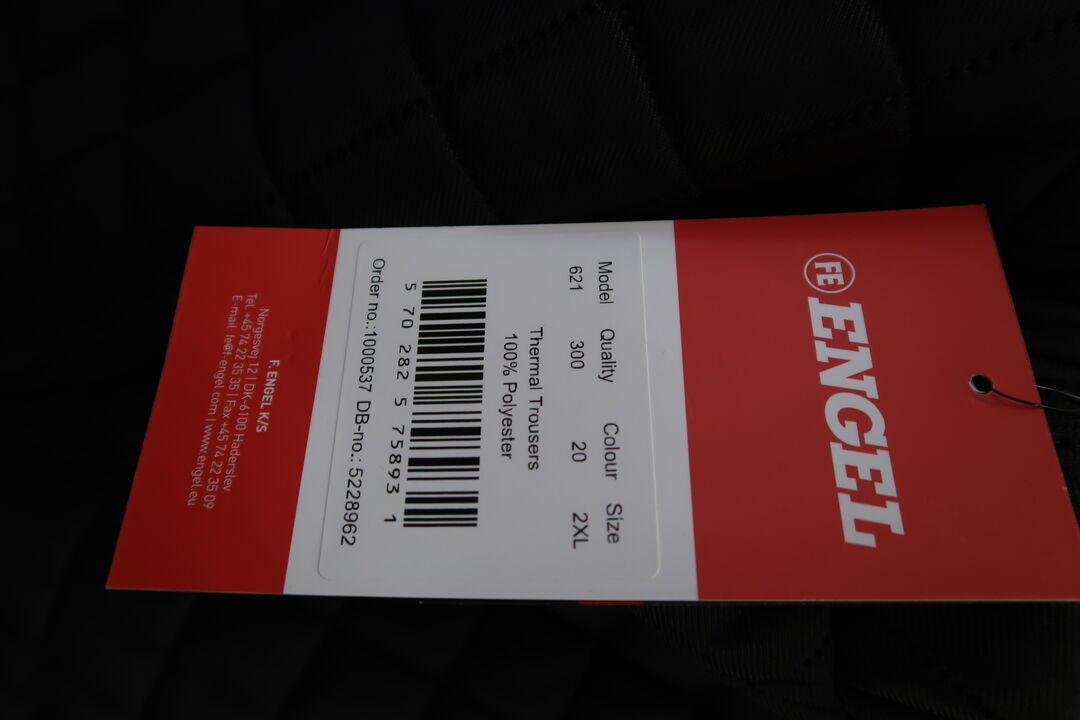 FE ENGEL
Model Quality Colour Size
621 300 20 2XL
Thermal Trousers
100% Polyester
5 70 282 5 75893 1
Order no.:1000537 DB-no.: 5228962
F. ENGEL K/S
Norgesvej 12 | DK-6100 Haderslev
Tel. +45 74 22 35 35 | Fax +45 74 22 35 09
E-mail fe@f-engel.com | www.engel.eu